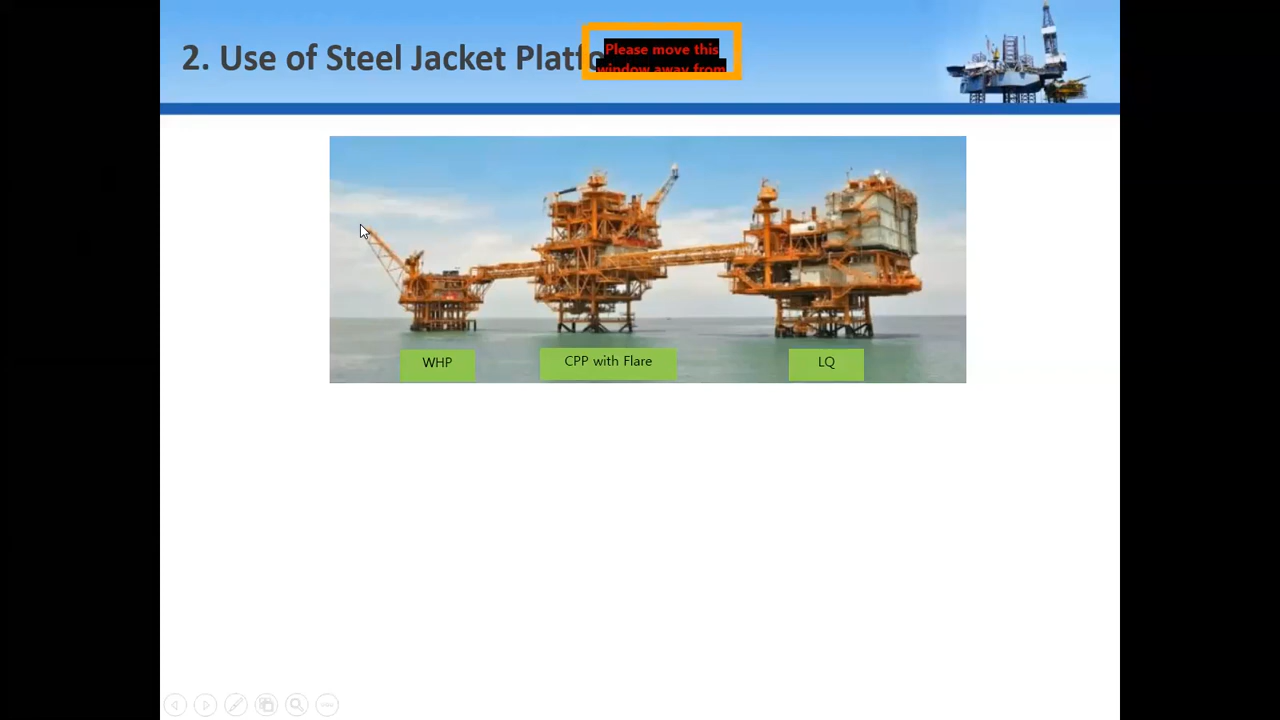 2. Use of Steel Jacket Platfo
Please move this
window away from
WHP
CPP with Flare
LQ